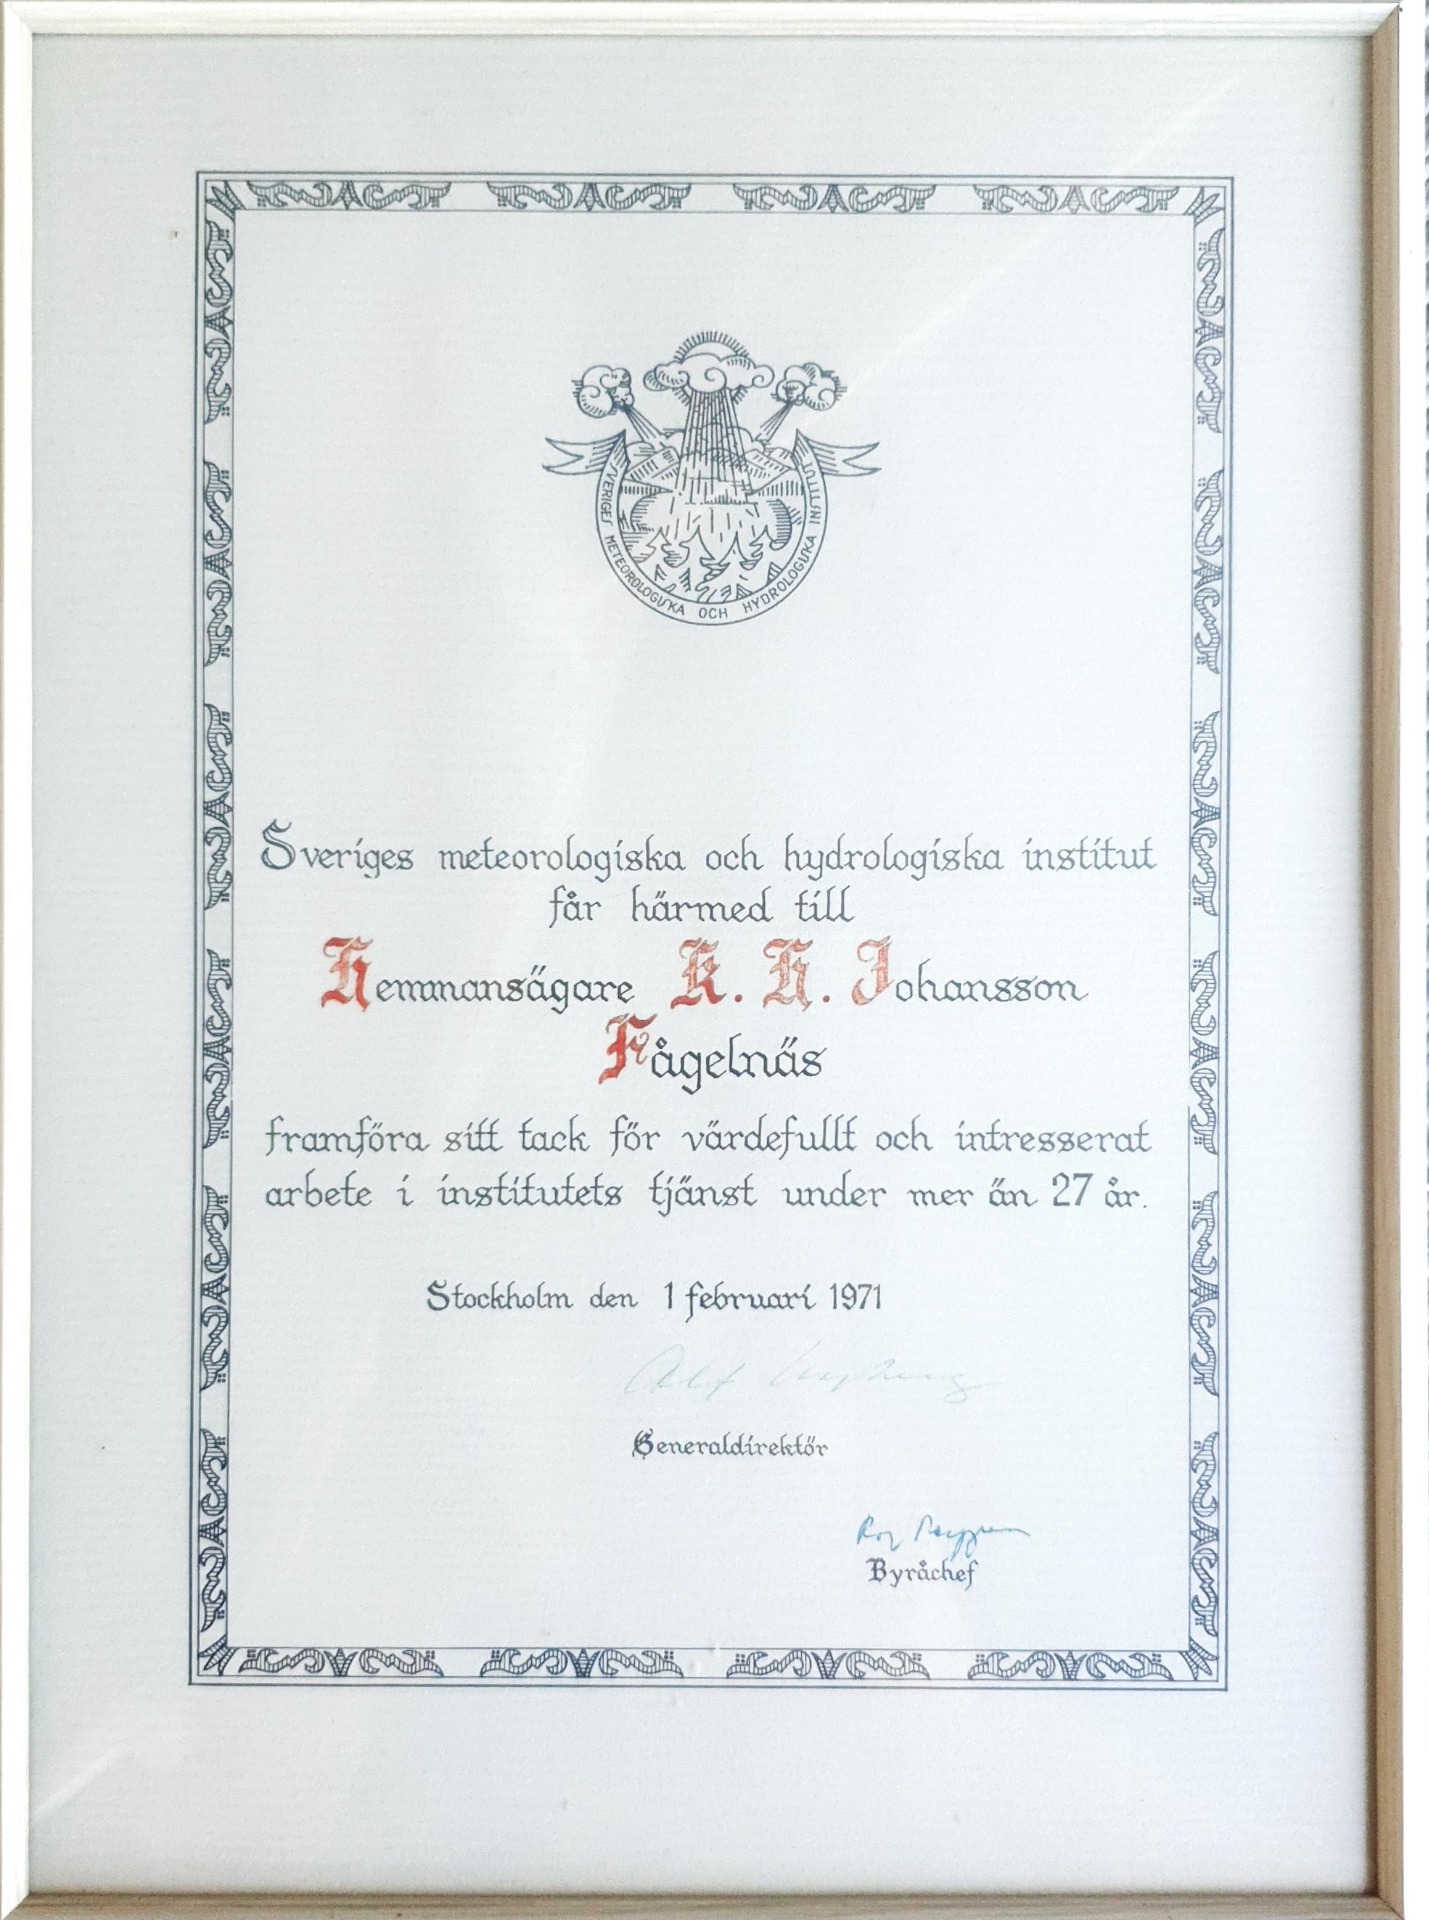 SVERIGES METEOROLOGISKA OCH HYDROLOGISKA INSTITUT
Sveriges meteorologiska och hydrologiska institut
får härmed till
Hemmansägare K. H. Johansson
Fågelnäs
framföra sitt tack för värdefullt och intresserat
arbete i institutets tjänst under mer än 27 år.
Stockholm den 1 februari 1971
Alf
Generaldirektör
Roy
Byråchef